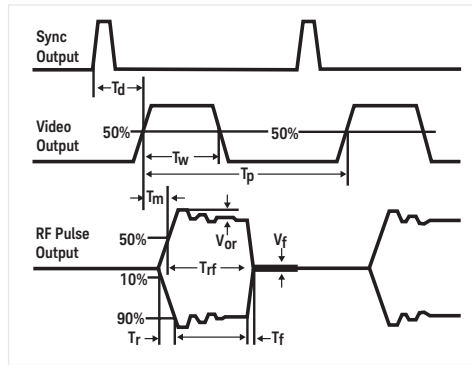 Sync
Output
Td
Video
Output
50%
50%
Tw
Tp
Tm
RF Pulse
Output
50%
Vor
Vf
Trf
10%
90%
Tr
Tf